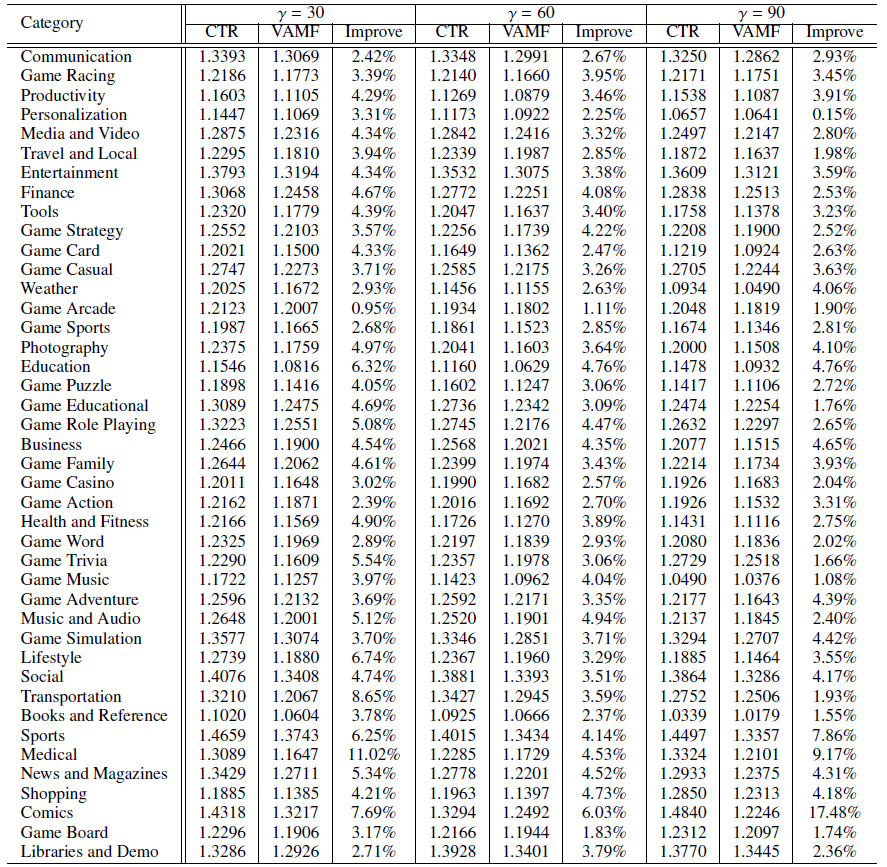 Category γ = 30 γ = 60 γ = 90
CTR VAMF Improve CTR VAMF Improve CTR VAMF Improve
Communication 1.3393 1.3069 2.42% 1.3348 1.2991 2.67% 1.3250 1.2862 2.93%
Game Racing 1.2186 1.1773 3.39% 1.2140 1.1660 3.95% 1.2171 1.1751 3.45%
Productivity 1.1603 1.1105 4.29% 1.1269 1.0879 3.46% 1.1538 1.1087 3.91%
Personalization 1.1447 1.1069 3.31% 1.1173 1.0922 2.25% 1.0657 1.0641 0.15%
Media and Video 1.2875 1.2316 4.34% 1.2842 1.2416 3.32% 1.2497 1.2147 2.80%
Travel and Local 1.2295 1.1810 3.94% 1.2339 1.1987 2.85% 1.1872 1.1637 1.98%
Entertainment 1.3793 1.3194 4.34% 1.3532 1.3075 3.38% 1.3609 1.3121 3.59%
Finance 1.3068 1.2458 4.67% 1.2772 1.2251 4.08% 1.2838 1.2513 2.53%
Tools 1.2320 1.1779 4.39% 1.2047 1.1637 3.40% 1.1758 1.1378 3.23%
Game Strategy 1.2552 1.2103 3.57% 1.2256 1.1739 4.22% 1.2208 1.1900 2.52%
Game Card 1.2021 1.1500 4.33% 1.1649 1.1362 2.47% 1.1219 1.0924 2.63%
Game Casual 1.2747 1.2273 3.71% 1.2585 1.2175 3.26% 1.2705 1.2244 3.63%
Weather 1.2025 1.1672 2.93% 1.1456 1.1155 2.63% 1.0934 1.0490 4.06%
Game Arcade 1.2123 1.2007 0.95% 1.1934 1.1802 1.11% 1.2048 1.1819 1.90%
Game Sports 1.1987 1.1665 2.68% 1.1861 1.1523 2.85% 1.1674 1.1346 2.81%
Photography 1.2375 1.1759 4.97% 1.2041 1.1603 3.64% 1.2000 1.1508 4.10%
Education 1.1546 1.0816 6.32% 1.1160 1.0629 4.76% 1.1478 1.0932 4.76%
Game Puzzle 1.1898 1.1416 4.05% 1.1602 1.1247 3.06% 1.1417 1.1106 2.72%
Game Educational 1.3089 1.2475 4.69% 1.2736 1.2342 3.09% 1.2474 1.2254 1.76%
Game Role Playing 1.3223 1.2551 5.08% 1.2745 1.2176 4.47% 1.2632 1.2297 2.65%
Business 1.2466 1.1900 4.54% 1.2568 1.2021 4.35% 1.2077 1.1515 4.65%
Game Family 1.2644 1.2062 4.61% 1.2399 1.1974 3.43% 1.2214 1.1734 3.93%
Game Casino 1.2011 1.1648 3.02% 1.1990 1.1682 2.57% 1.1926 1.1683 2.04%
Game Action 1.2162 1.1871 2.39% 1.2016 1.1692 2.70% 1.1926 1.1532 3.31%
Health and Fitness 1.2166 1.1569 4.90% 1.1726 1.1270 3.89% 1.1431 1.1116 2.75%
Game Word 1.2325 1.1969 2.89% 1.2197 1.1839 2.93% 1.2080 1.1836 2.02%
Game Trivia 1.2290 1.1609 5.54% 1.2357 1.1978 3.06% 1.2729 1.2518 1.66%
Game Music 1.1722 1.1257 3.97% 1.1423 1.0962 4.04% 1.0490 1.0376 1.08%
Game Adventure 1.2596 1.2132 3.69% 1.2592 1.2171 3.35% 1.2177 1.1643 4.39%
Music and Audio 1.2648 1.2001 5.12% 1.2520 1.1901 4.94% 1.2137 1.1845 2.40%
Game Simulation 1.3577 1.3074 3.70% 1.3346 1.2851 3.71% 1.3294 1.2707 4.42%
Lifestyle 1.2739 1.1880 6.74% 1.2367 1.1960 3.29% 1.1885 1.1464 3.55%
Social 1.4076 1.3408 4.74% 1.3881 1.3393 3.51% 1.3864 1.3286 4.17%
Transportation 1.3210 1.2067 8.65% 1.3427 1.2945 3.59% 1.2752 1.2506 1.93%
Books and Reference 1.1020 1.0604 3.78% 1.0925 1.0666 2.37% 1.0339 1.0179 1.55%
Sports 1.4659 1.3743 6.25% 1.4015 1.3434 4.14% 1.4497 1.3357 7.86%
Medical 1.3089 1.1647 11.02% 1.2285 1.1729 4.53% 1.3324 1.2101 9.17%
News and Magazines 1.3429 1.2711 5.34% 1.2778 1.2201 4.52% 1.2933 1.2375 4.31%
Shopping 1.1885 1.1385 4.21% 1.1963 1.1397 4.73% 1.2850 1.2313 4.18%
Comics 1.4318 1.3217 7.69% 1.3294 1.2492 6.03% 1.4840 1.2246 17.48%
Game Board 1.2296 1.1906 3.17% 1.2166 1.1944 1.83% 1.2312 1.2097 1.74%
Libraries and Demo 1.3286 1.2926 2.71% 1.3928 1.3401 3.79% 1.3770 1.3445 2.36%